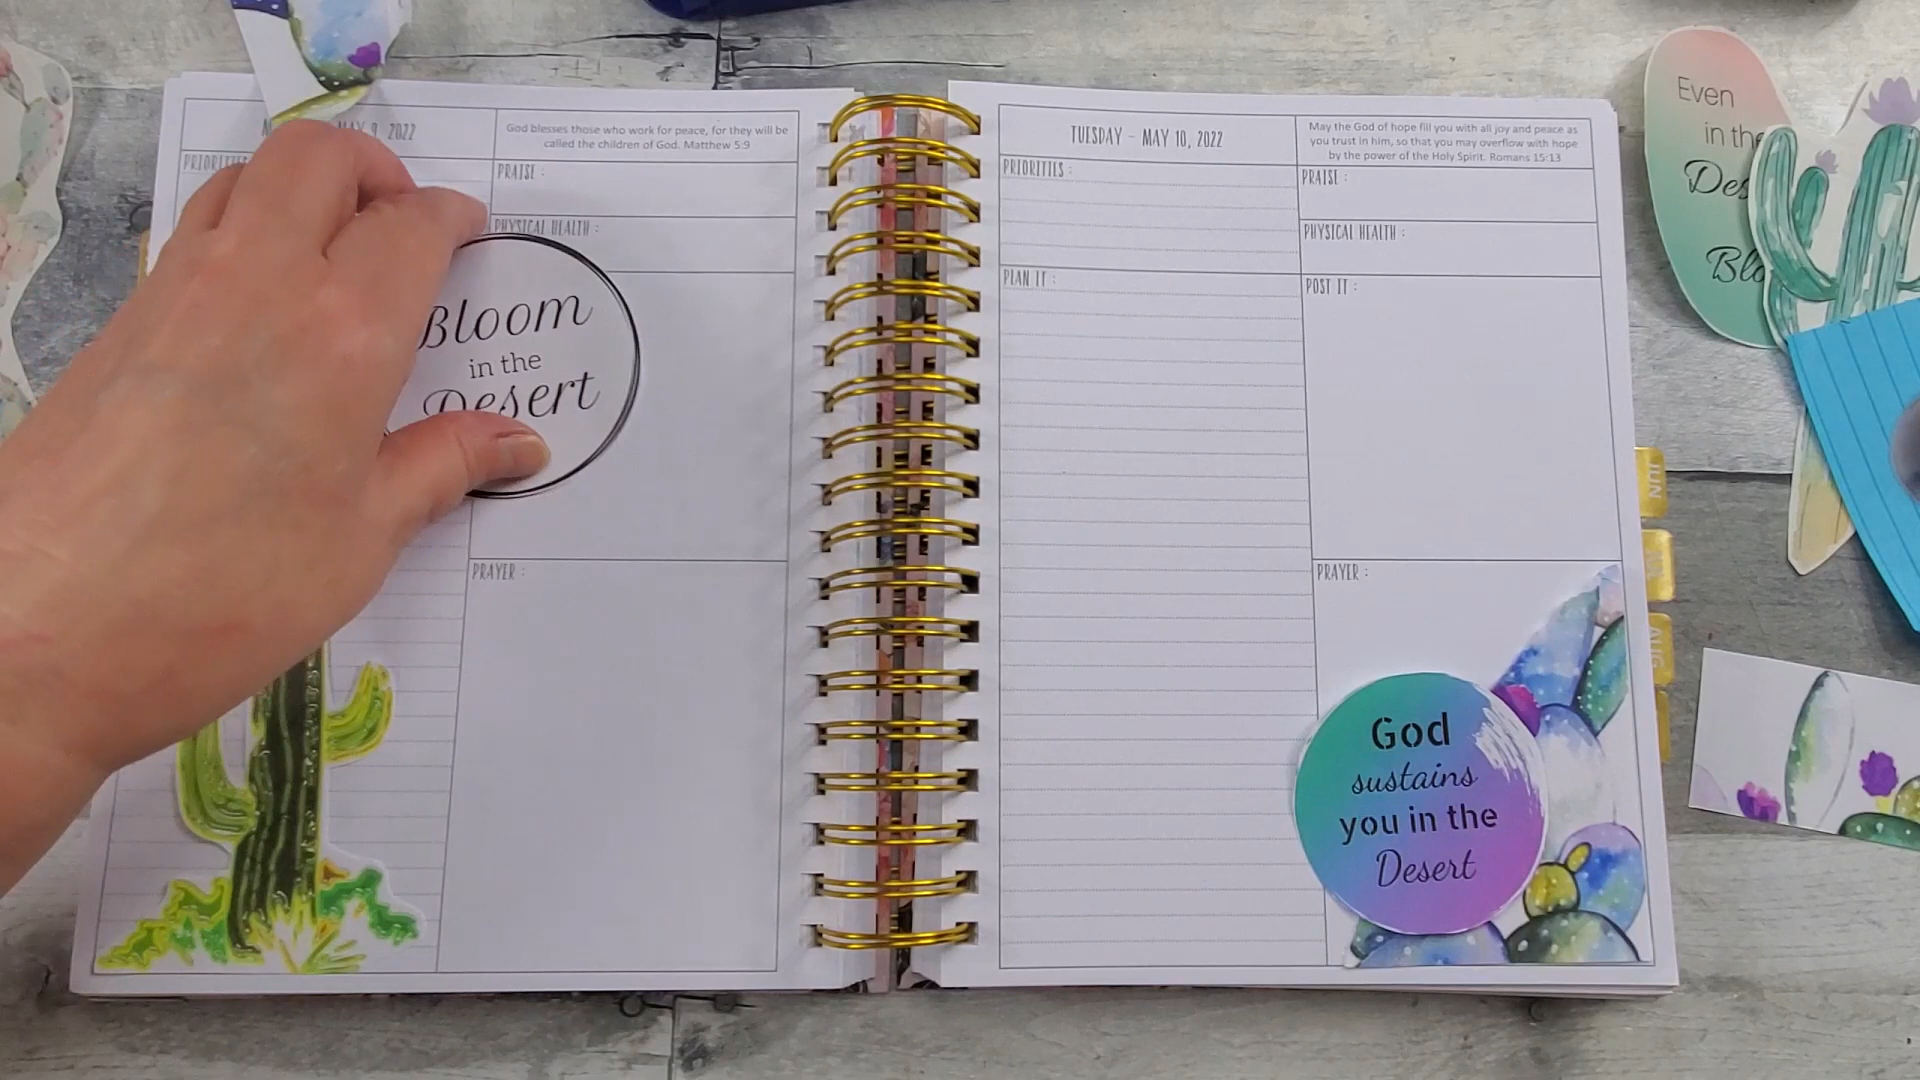 MAY 9, 2022
God blesses those who work for peace, for they will be
called the children of God. Matthew 5:9
PRIORITIES
PRAISE :
PHYSICAL HEALTH :
Bloom
in the
Desert
PRAYER :
TUESDAY - MAY 10, 2022
May the God of hope fill you with all joy and peace as
you trust in him, so that you may overflow with hope
by the power of the Holy Spirit. Romans 15:13
PRIORITIES :
PRAISE :
PHYSICAL HEALTH :
PLAN IT :
POST IT :
PRAYER :
God
sustains
you in the
Desert
JUN
AUG
Even
in the